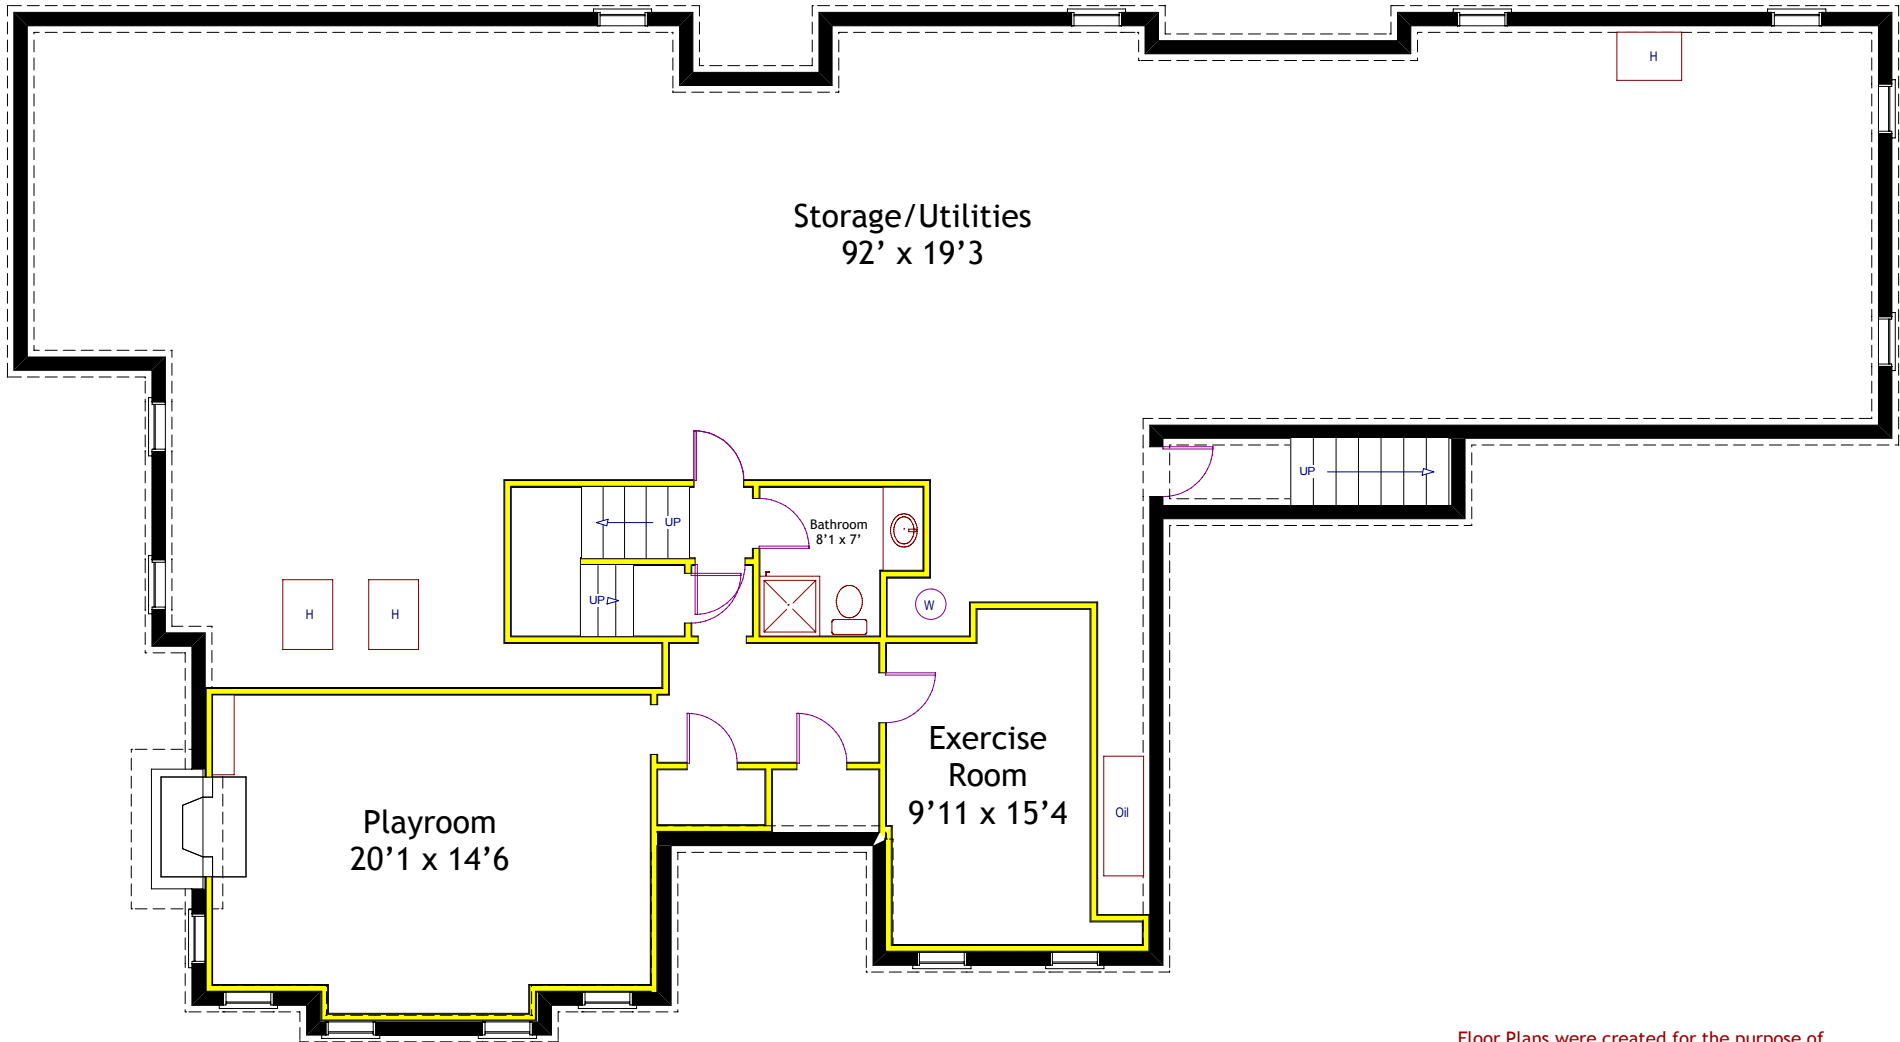 H
Storage/Utilities
92’ x 19’3
UP
UP
Bathroom
8’1 x 7’
UP
H
H
W
Exercise
Room
9’11 x 15’4
Playroom
20’1 x 14’6
Oil
Floor Plans were created for the purpose of